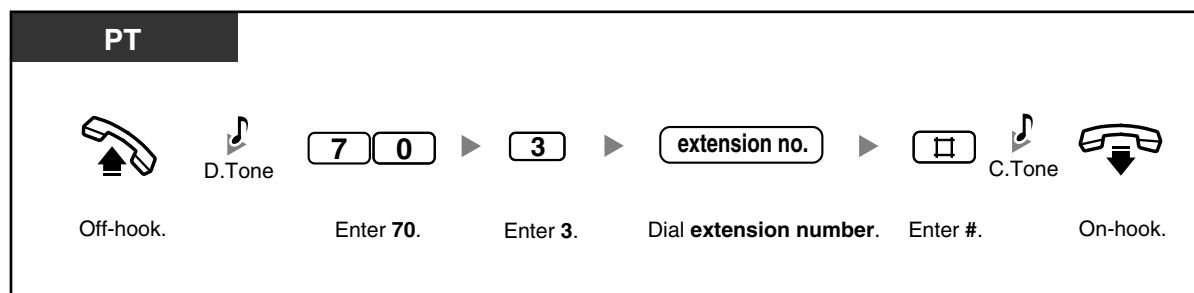 PT
D.Tone
7 0
3
extension no.
#
C.Tone
Off-hook.
Enter 70.
Enter 3.
Dial extension number.
Enter #.
On-hook.